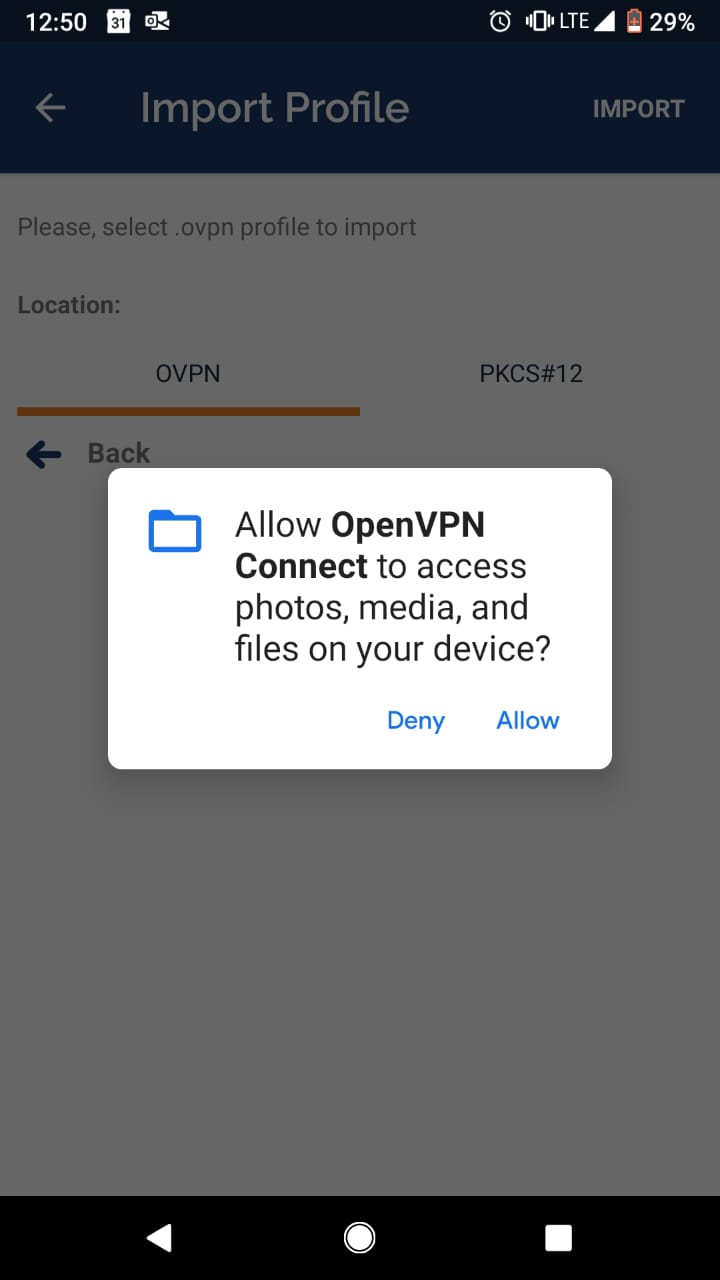 12:50 31 LTE 29%
Import Profile IMPORT
Please, select .ovpn profile to import
Location:
OVPN PKCS#12
Back
Allow OpenVPN
Connect to access
photos, media, and
files on your device?
Deny Allow